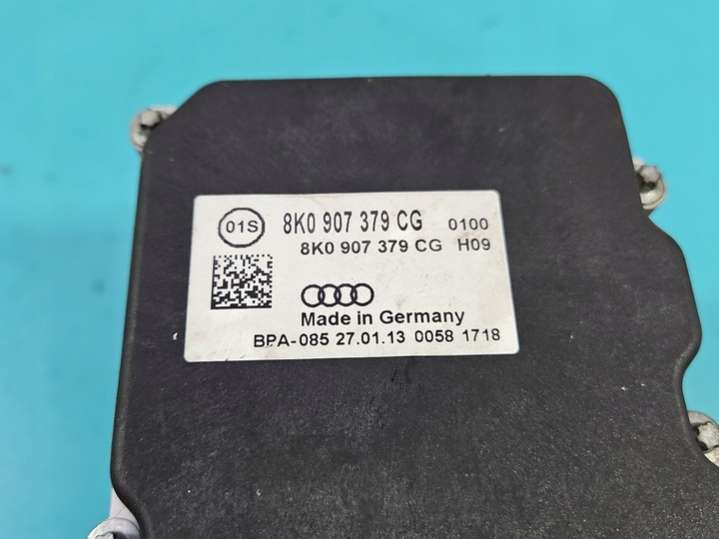 01S 8K0 907 379 CG 0100
8K0 907 379 CG H09
Made in Germany
BPA-085 27.01.13 0058 1718